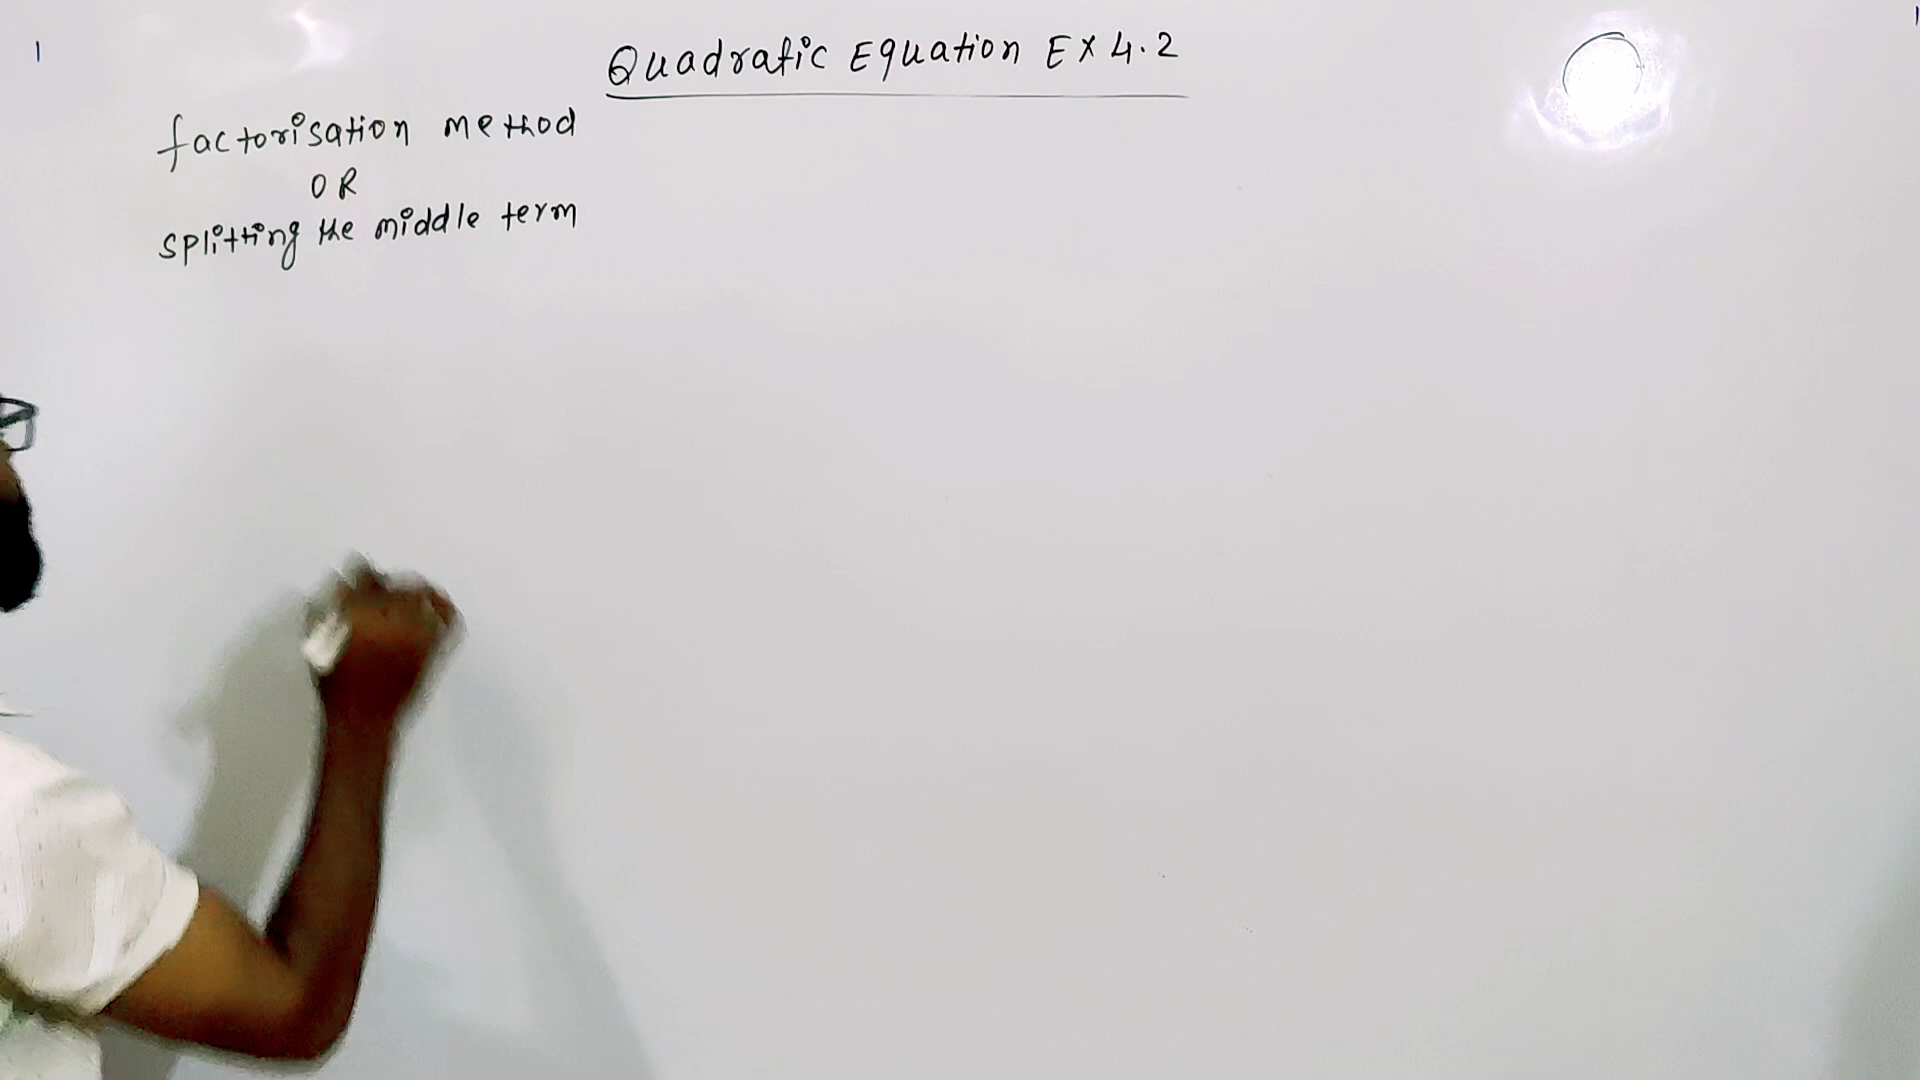 Quadratic Equation EX 4.2
factorisation method
OR
splitting the middle term